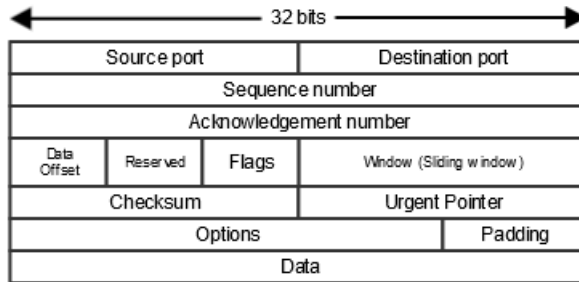 32 bits
Source port Destination port
Sequence number
Acknowledgement number
Data Offset Reserved Flags Window (Sliding window)
Checksum Urgent Pointer
Options Padding
Data